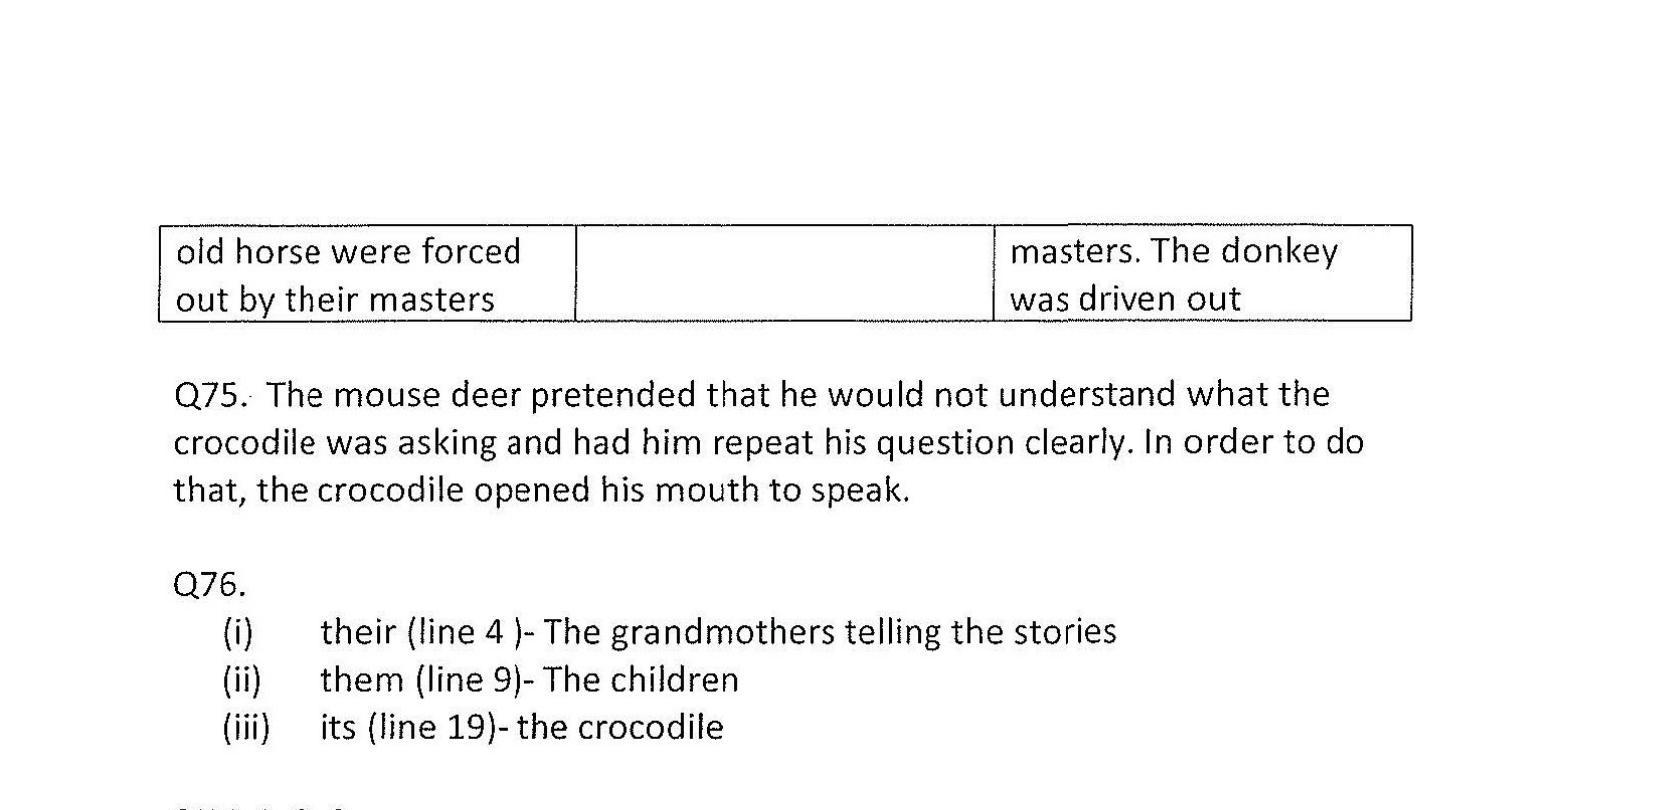 old horse were forced
out by their masters
masters. The donkey
was driven out
Q75. The mouse deer pretended that he would not understand what the
crocodile was asking and had him repeat his question clearly. In order to do
that, the crocodile opened his mouth to speak.
Q76.
(i) their (line 4 )- The grandmothers telling the stories
(ii) them (line 9)- The children
(iii) its (line 19)- the crocodile